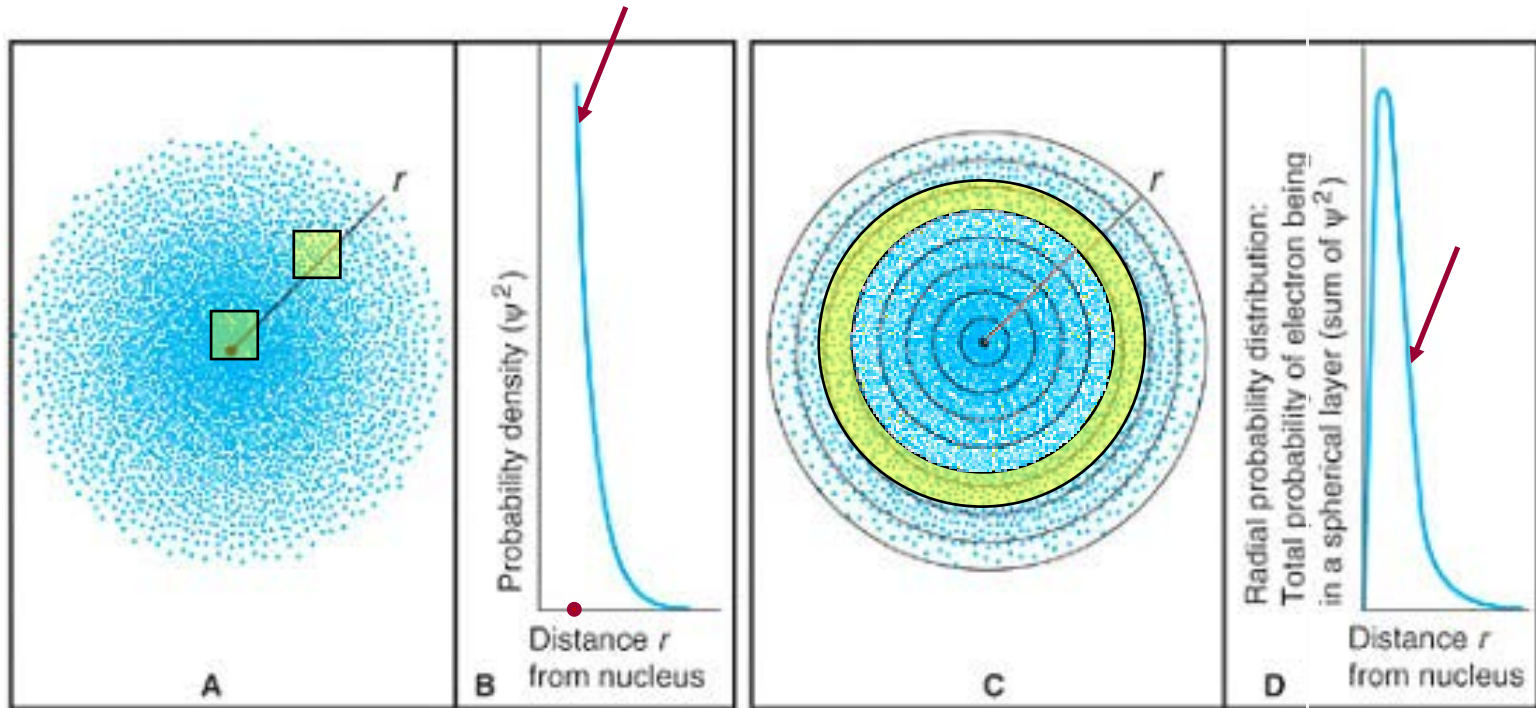 r
A
Probability density (ψ²)
B
Distance r
from nucleus
r
C
Radial probability distribution:
Total probability of electron being
in a spherical layer (sum of ψ²)
D
Distance r
from nucleus